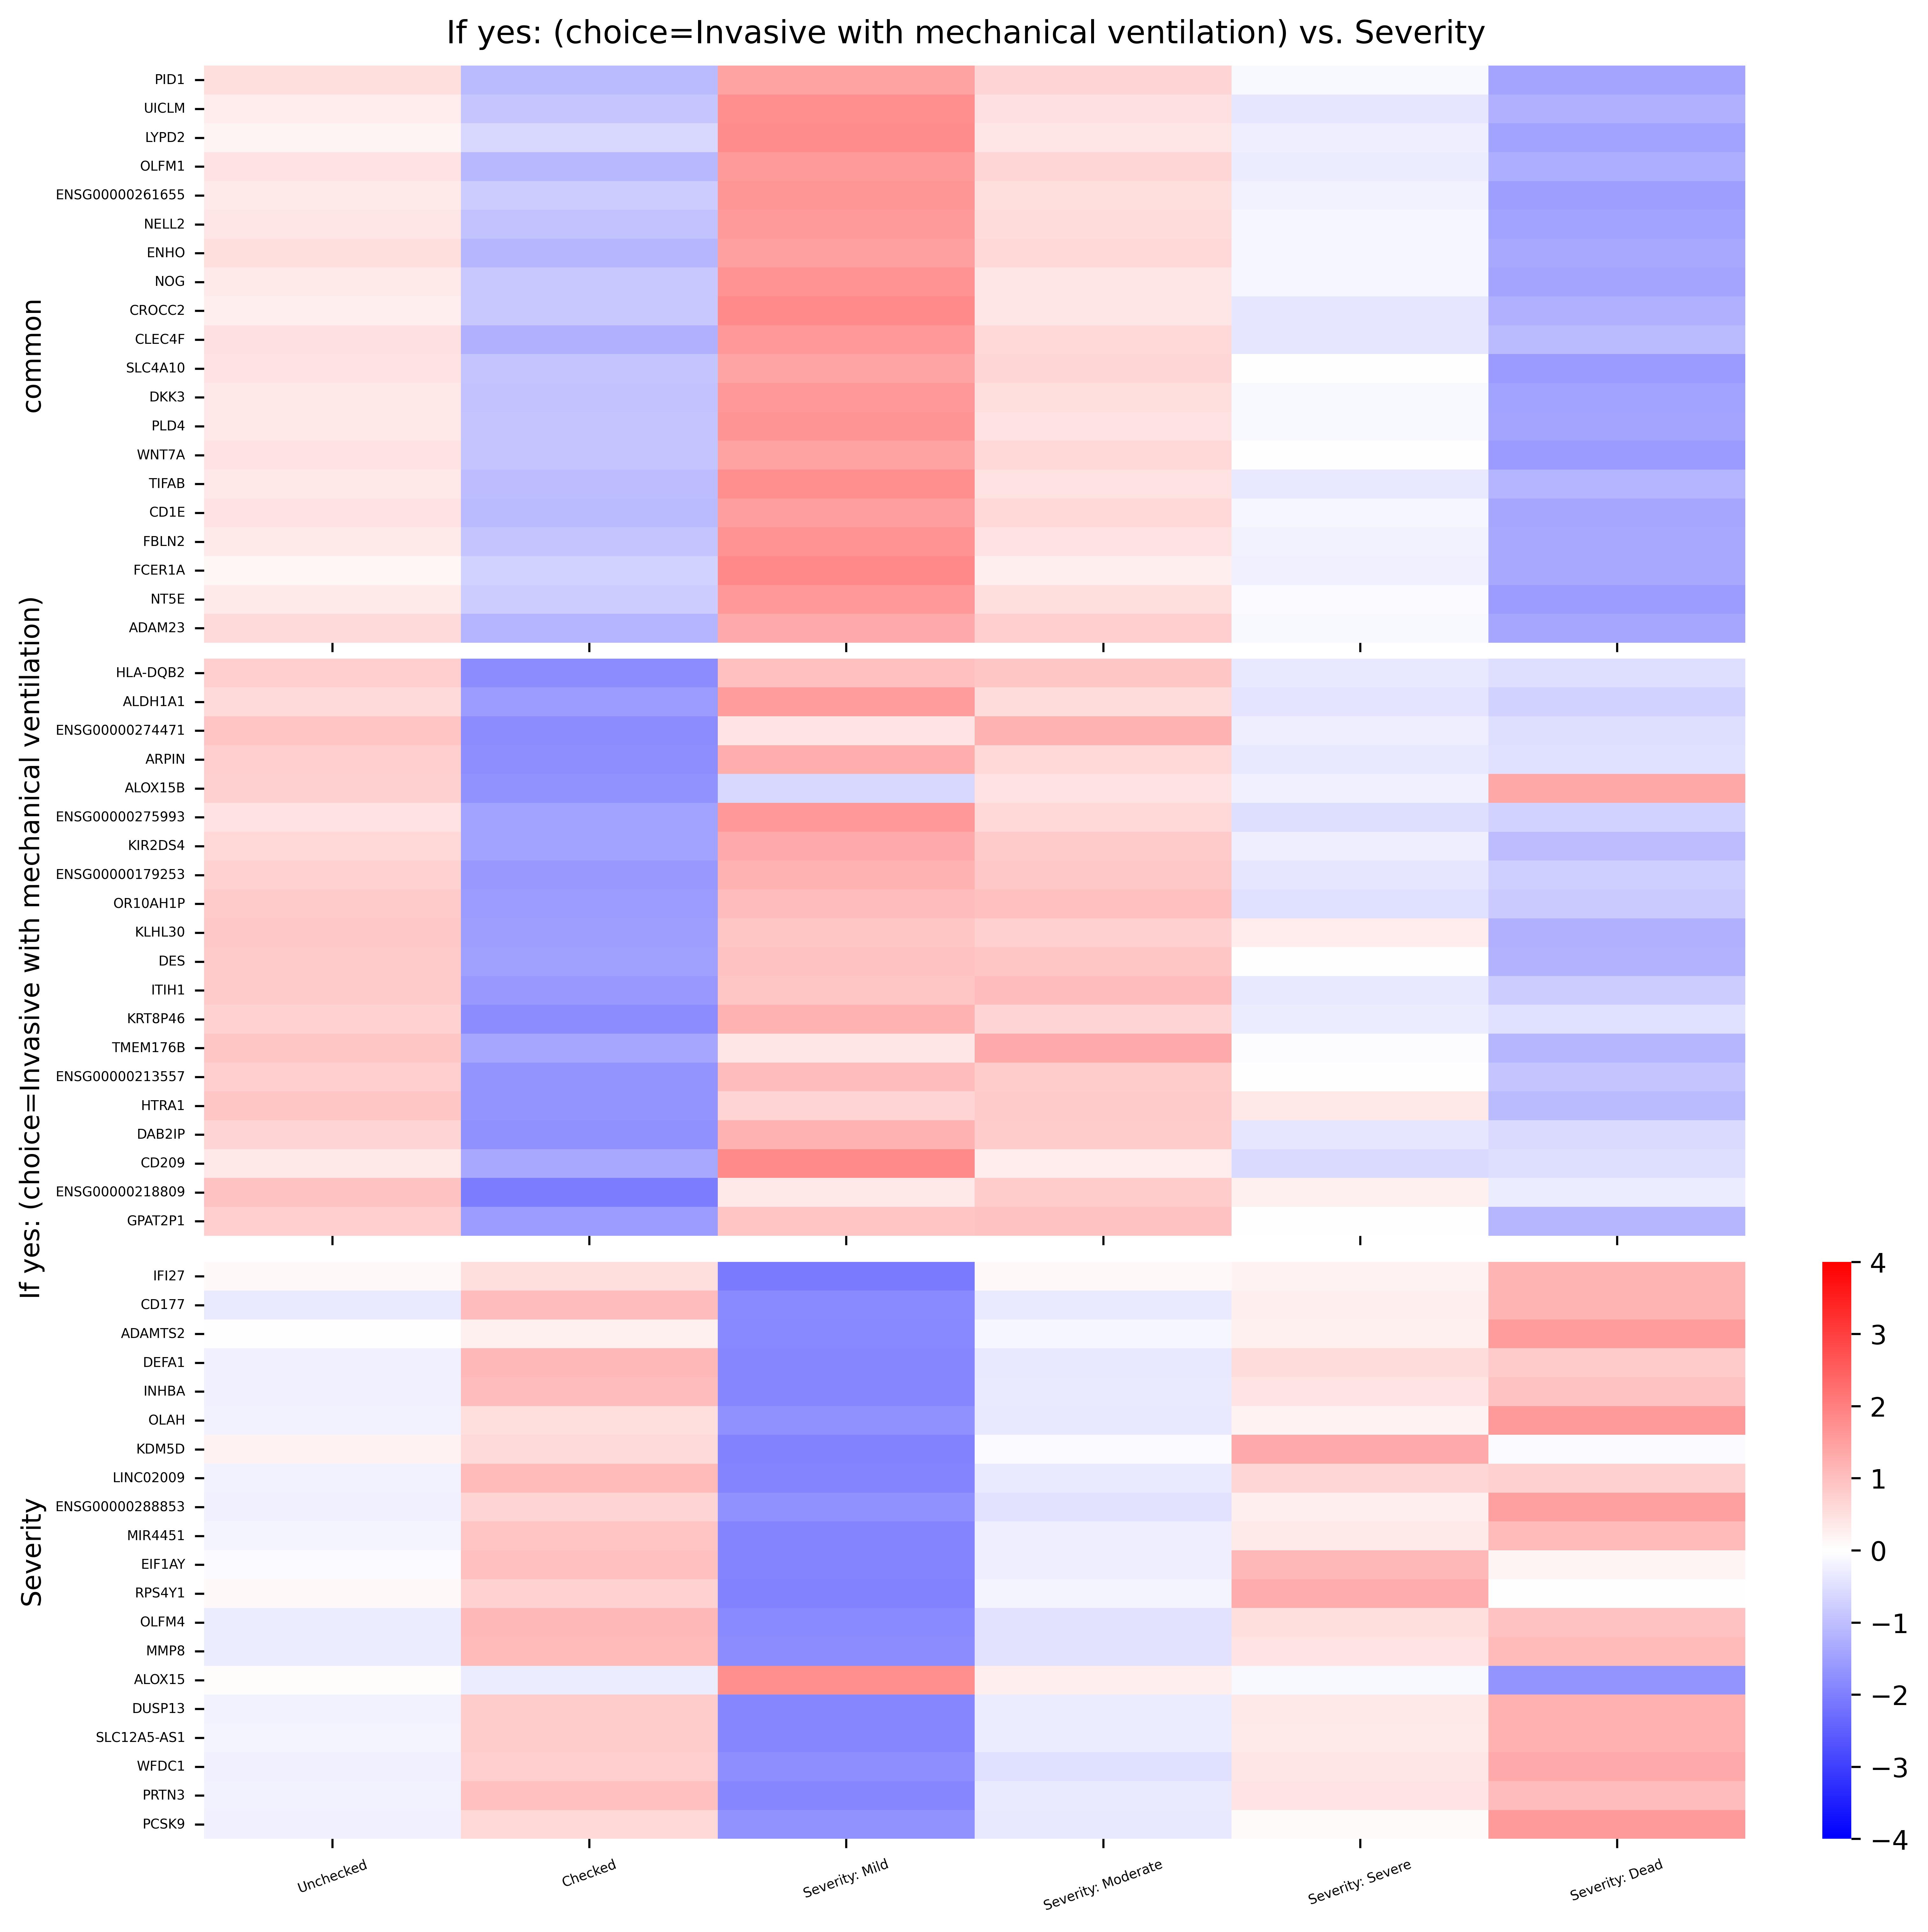 If yes: (choice=Invasive with mechanical ventilation) vs. Severity
common
PID1
UICLM
LYPD2
OLFM1
ENSG00000261655
NELL2
ENHO
NOG
CROCC2
CLEC4F
SLC4A10
DKK3
PLD4
WNT7A
TIFAB
CD1E
FBLN2
FCER1A
NT5E
ADAM23
If yes: (choice=Invasive with mechanical ventilation)
HLA-DQB2
ALDH1A1
ENSG00000274471
ARPIN
ALOX15B
ENSG00000275993
KIR2DS4
ENSG00000179253
OR10AH1P
KLHL30
DES
ITIH1
KRT8P46
TMEM176B
ENSG00000213557
HTRA1
DAB2IP
CD209
ENSG00000218809
GPAT2P1
Severity
IFI27
CD177
ADAMTS2
DEFA1
INHBA
OLAH
KDM5D
LINC02009
ENSG00000288853
MIR4451
EIF1AY
RPS4Y1
OLFM4
MMP8
ALOX15
DUSP13
SLC12A5-AS1
WFDC1
PRTN3
PCSK9
Unchecked
Checked
Severity: Mild
Severity: Moderate
Severity: Severe
Severity: Dead
4
3
2
1
0
−1
−2
−3
−4